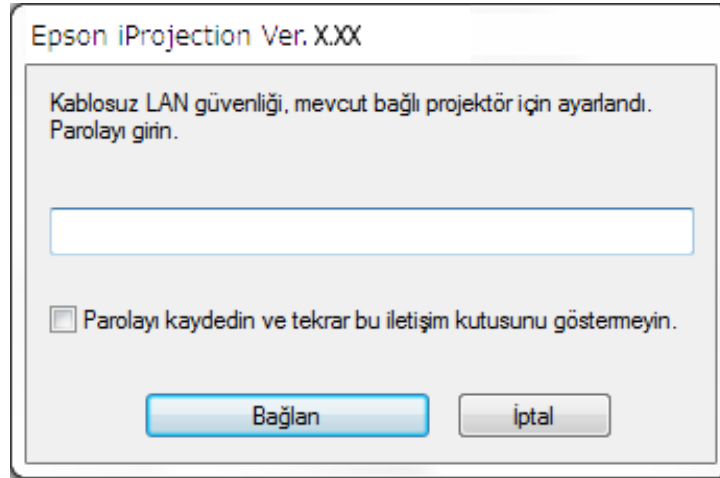 Epson iProjection Ver. X.XX
Kablosuz LAN güvenliği, mevcut bağlı projektör için ayarlandı.
Parolayı girin.
Parolayı kaydedin ve tekrar bu iletişim kutusunu göstermeyin.
Bağlan
İptal